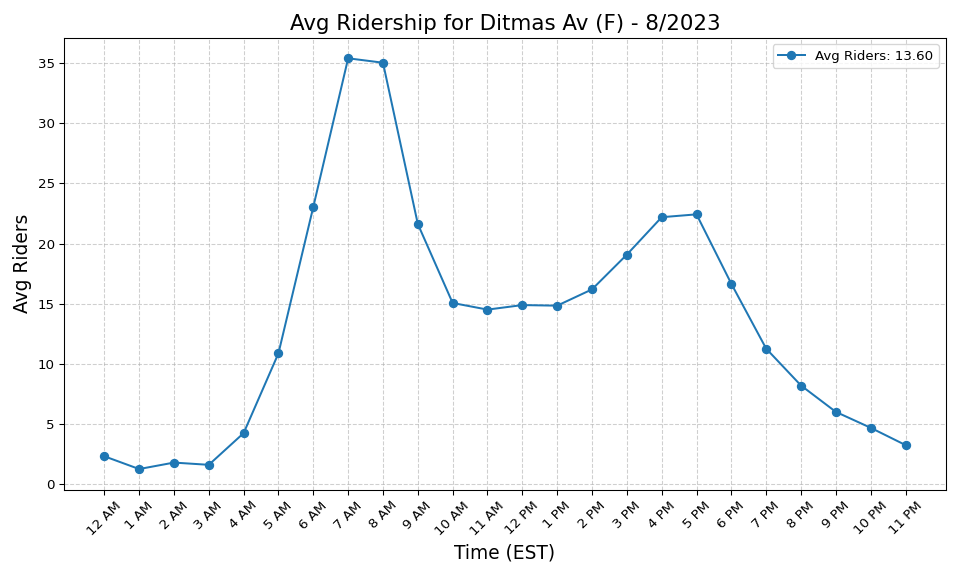 Avg Ridership for Ditmas Av (F) - 8/2023
Avg Riders: 13.60
Avg Riders
35
30
25
20
15
10
5
0
12 AM
1 AM
2 AM
3 AM
4 AM
5 AM
6 AM
7 AM
8 AM
9 AM
10 AM
11 AM
12 PM
1 PM
2 PM
3 PM
4 PM
5 PM
6 PM
7 PM
8 PM
9 PM
10 PM
11 PM
Time (EST)